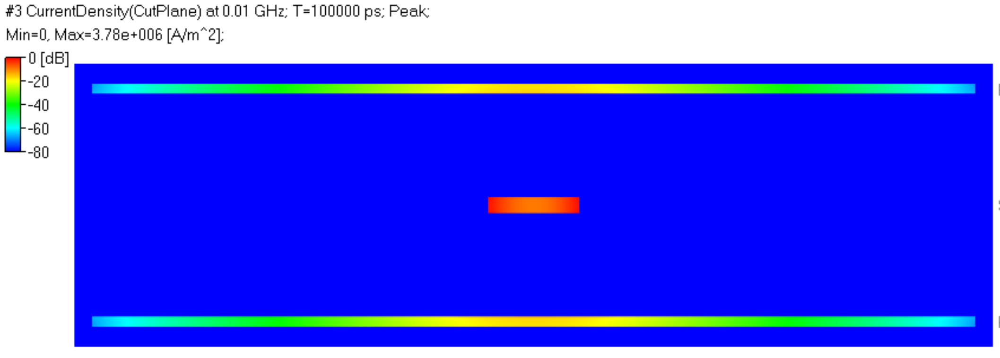 #3 CurrentDensity(CutPlane) at 0.01 GHz; T=100000 ps; Peak;
Min=0, Max=3.78e+006 [A/m^2];
0 [dB]
-20
-40
-60
-80